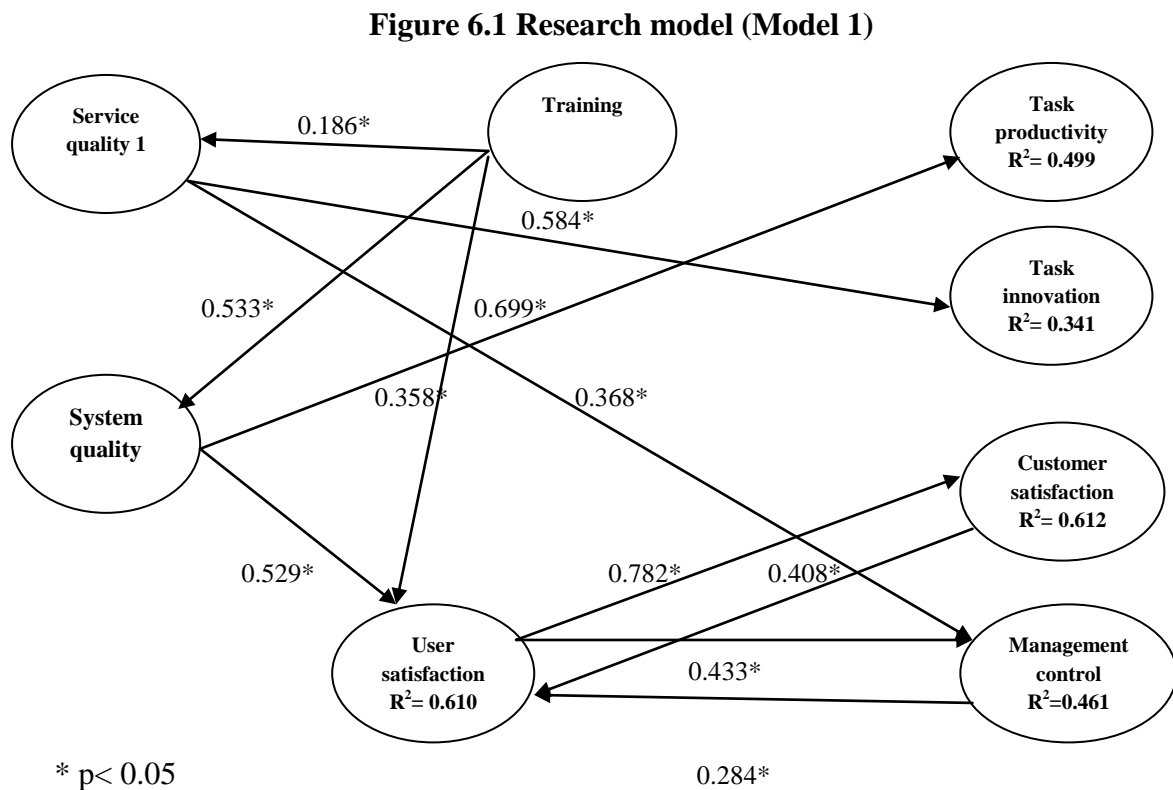 Figure 6.1 Research model (Model 1)
Service
quality 1
Training
Task
productivity
R²= 0.499
0.186*
0.584*
Task
innovation
R²= 0.341
0.533*
0.699*
0.358*
0.368*
System
quality
Customer
satisfaction
R²= 0.612
0.529*
0.782*
0.408*
User
satisfaction
R²= 0.610
0.433*
Management
control
R²=0.461
* p< 0.05
0.284*